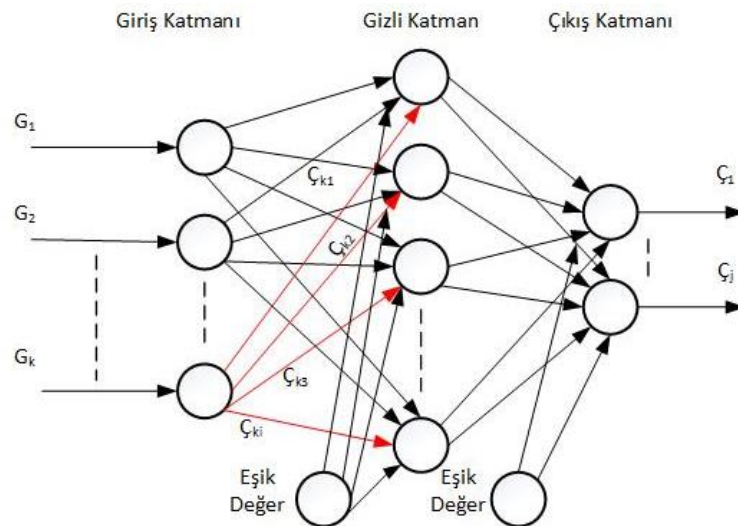 Giriş Katmanı
Gizli Katman
Çıkış Katmanı
G1
G2
Gk
Çk1
Çk2
Çk3
Çki
Ç1
Çj
Eşik
Değer
Eşik
Değer